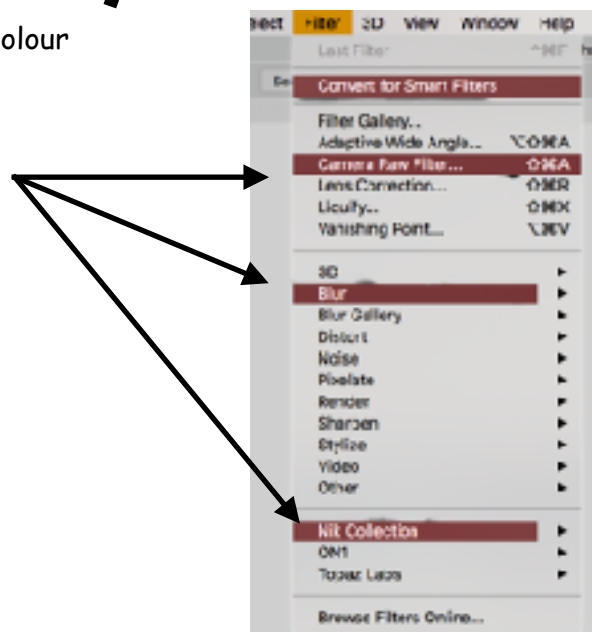 olour
Filter 3D View Window Help
Last Filter
Convert for Smart Filters
Filter Gallery...
Adaptive Wide Angle... ⌥⇧⌘A
Camera Raw Filter... ⇧⌘A
Lens Correction... ⇧⌘R
Liquify... ⇧⌘X
Vanishing Point... ⌥⌘V
3D
Blur
Blur Gallery
Distort
Noise
Pixelate
Render
Sharpen
Stylize
Video
Other
Nik Collection
ON1
Topaz Labs
Browse Filters Online...